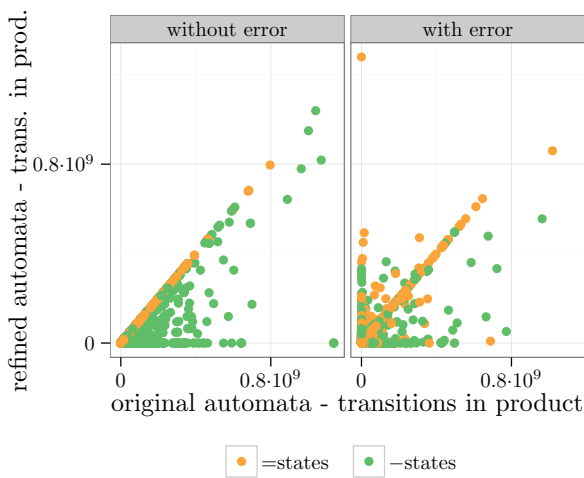 without error
with error
refined automata - trans. in prod.
0.8·10⁹
0
0
0.8·10⁹
0
0.8·10⁹
original automata - transitions in product
=states
−states